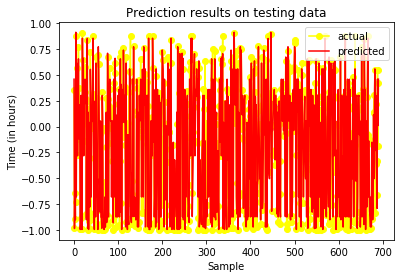 Prediction results on testing data
actual
predicted
1.00
0.75
0.50
0.25
0.00
−0.25
−0.50
−0.75
−1.00
Time (in hours)
0 100 200 300 400 500 600 700
Sample